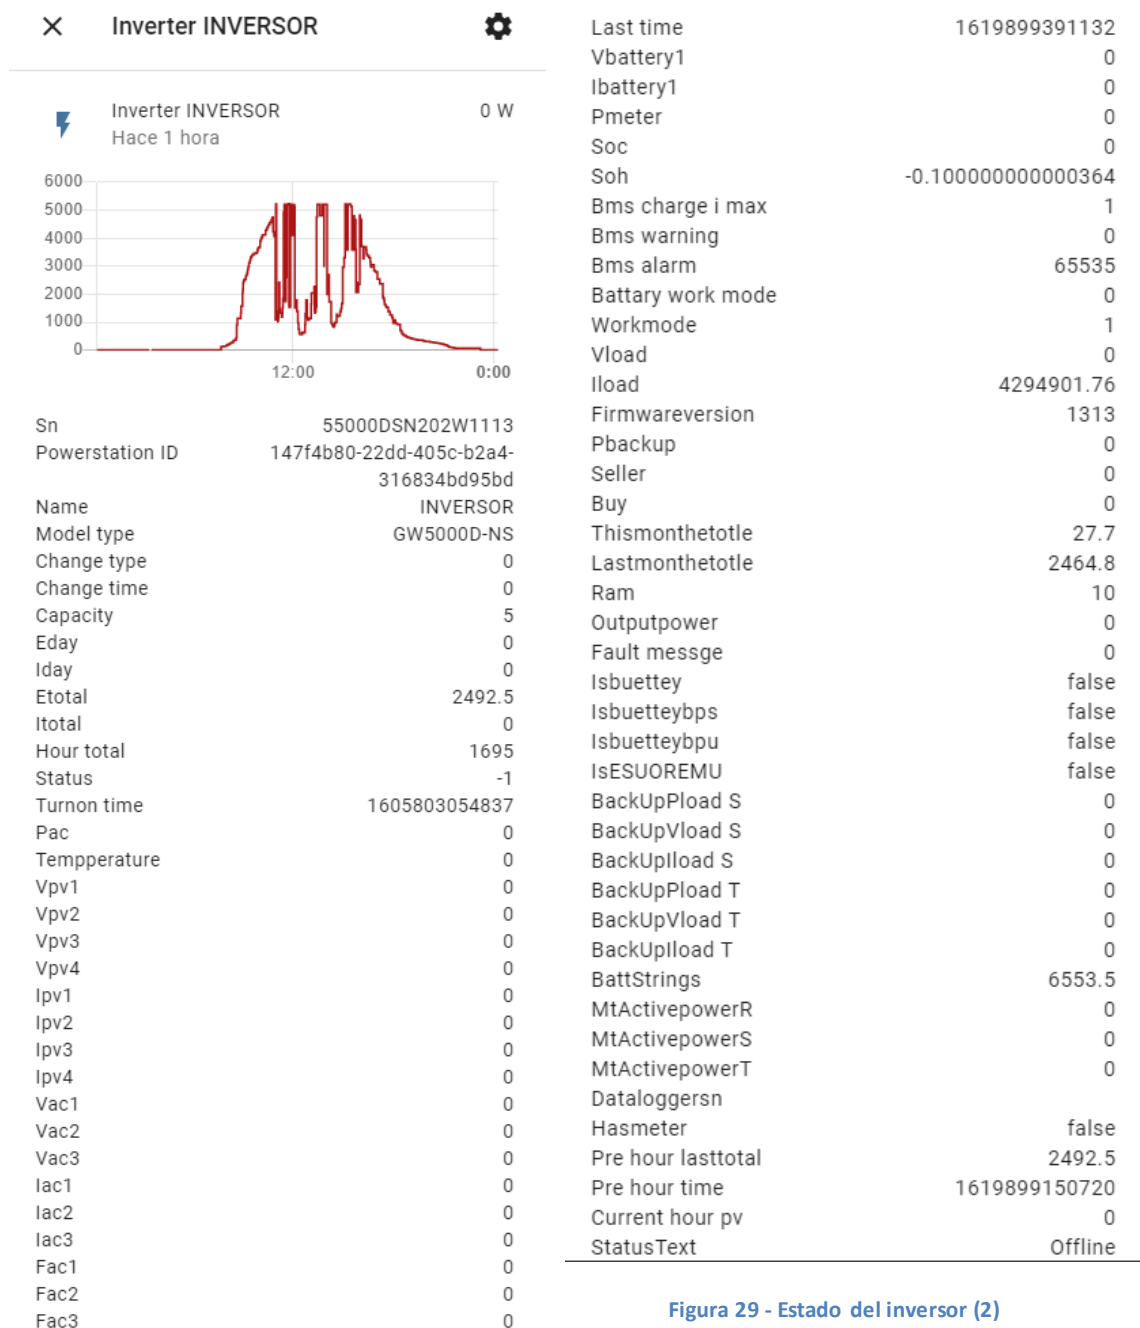 Inverter INVERSOR
Inverter INVERSOR 0 W
Hace 1 hora
6000
5000
4000
3000
2000
1000
0
12:00 0:00
Sn 55000DSN202W1113
Powerstation ID 147f4b80-22dd-405c-b2a4-
316834bd95bd
Name INVERSOR
Model type GW5000D-NS
Change type 0
Change time 0
Capacity 5
Eday 0
Iday 0
Etotal 2492.5
Itotal 0
Hour total 1695
Status -1
Turnon time 1605803054837
Pac 0
Tempperature 0
Vpv1 0
Vpv2 0
Vpv3 0
Vpv4 0
Ipv1 0
Ipv2 0
Ipv3 0
Ipv4 0
Vac1 0
Vac2 0
Vac3 0
Iac1 0
Iac2 0
Iac3 0
Fac1 0
Fac2 0
Fac3 0
Last time 1619899391132
Vbattery1 0
Ibattery1 0
Pmeter 0
Soc 0
Soh -0.100000000000364
Bms charge i max 1
Bms warning 0
Bms alarm 65535
Battary work mode 0
Workmode 1
Vload 0
Iload 4294901.76
Firmwareversion 1313
Pbackup 0
Seller 0
Buy 0
Thismonthetotle 27.7
Lastmonthetotle 2464.8
Ram 10
Outputpower 0
Fault messge 0
Isbuettey false
Isbuetteybps false
Isbuetteybpu false
IsESUOREMU false
BackUpPload S 0
BackUpVload S 0
BackUpIload S 0
BackUpPload T 0
BackUpVload T 0
BackUpIload T 0
BattStrings 6553.5
MtActivepowerR 0
MtActivepowerS 0
MtActivepowerT 0
Dataloggersn
Hasmeter false
Pre hour lasttotal 2492.5
Pre hour time 1619899150720
Current hour pv 0
StatusText Offline
Figura 29 - Estado del inversor (2)